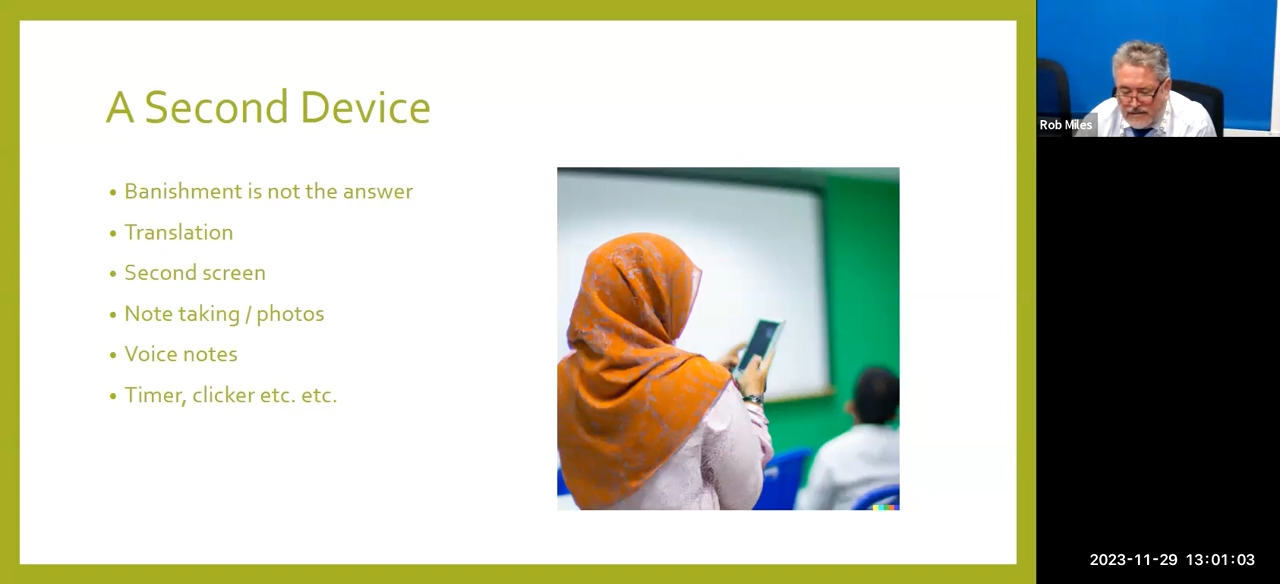 A Second Device
• Banishment is not the answer
• Translation
• Second screen
• Note taking / photos
• Voice notes
• Timer, clicker etc. etc.
Rob Miles
2023-11-29 13:01:03